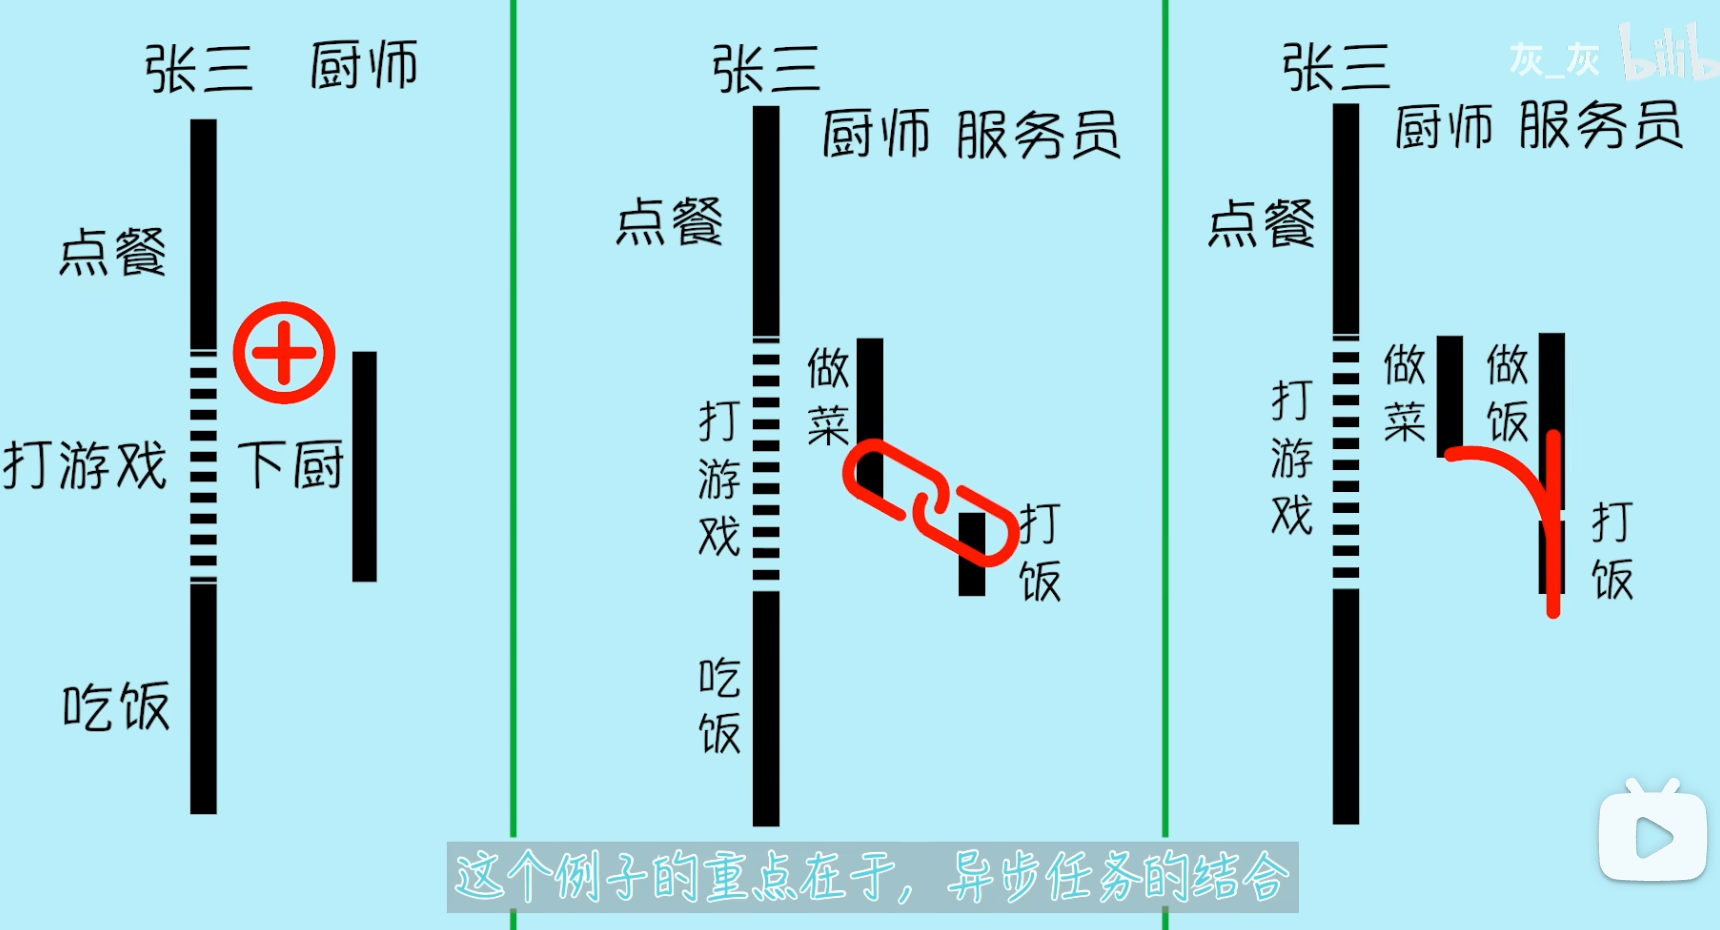 张三 厨师
点餐
打游戏 下厨
吃饭
张三
厨师 服务员
点餐
做菜
打游戏
打饭
吃饭
张三
厨师 服务员
点餐
做菜
做饭
打游戏
打饭
灰_灰 bilib
这个例子的重点在于，异步任务的结合